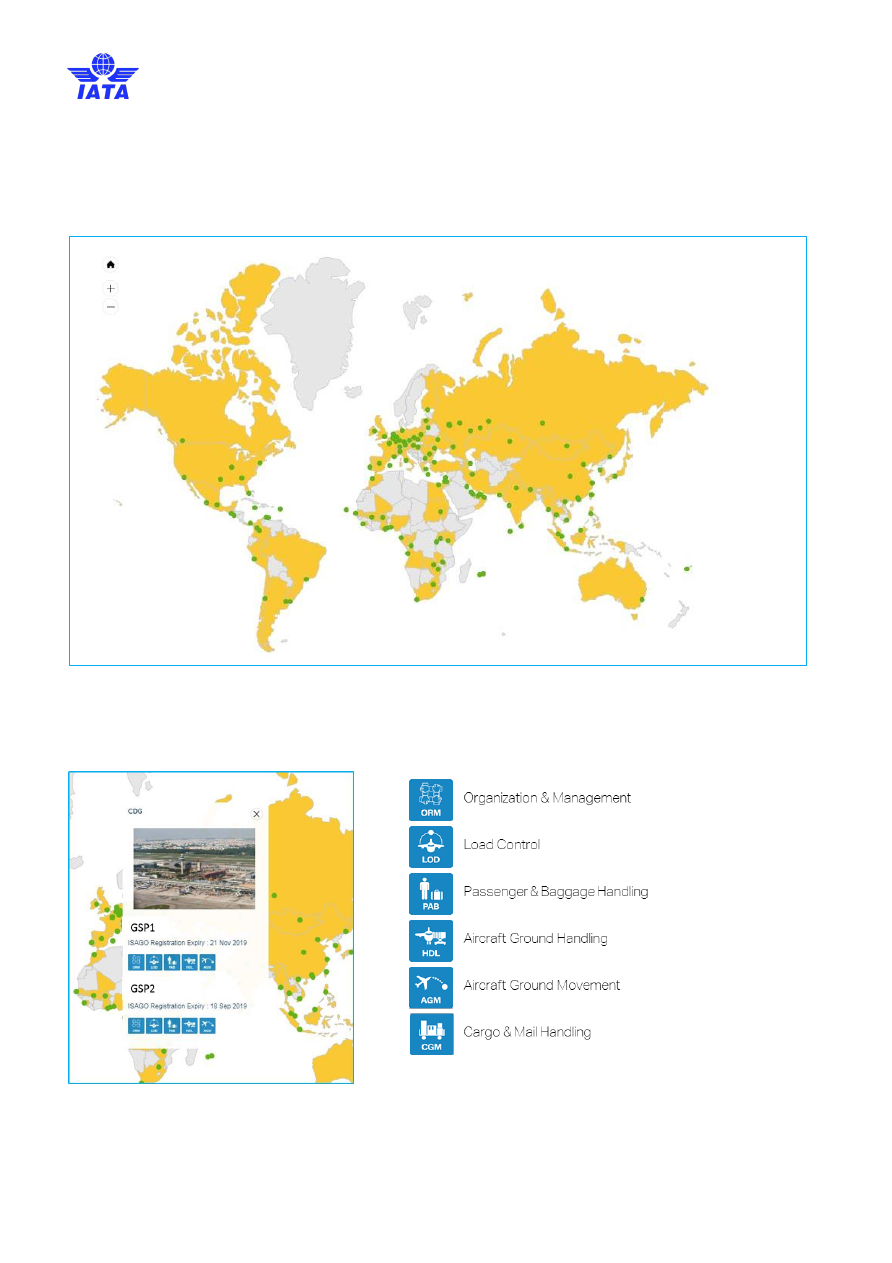 IATA
CDG
GSP1
ISAGO Registration Expiry : 21 Nov 2019
ORM LOD PAB HDL AGM
GSP2
ISAGO Registration Expiry : 18 Sep 2019
ORM LOD PAB HDL AGM
ORM Organization & Management
LOD Load Control
PAB Passenger & Baggage Handling
HDL Aircraft Ground Handling
AGM Aircraft Ground Movement
CGM Cargo & Mail Handling